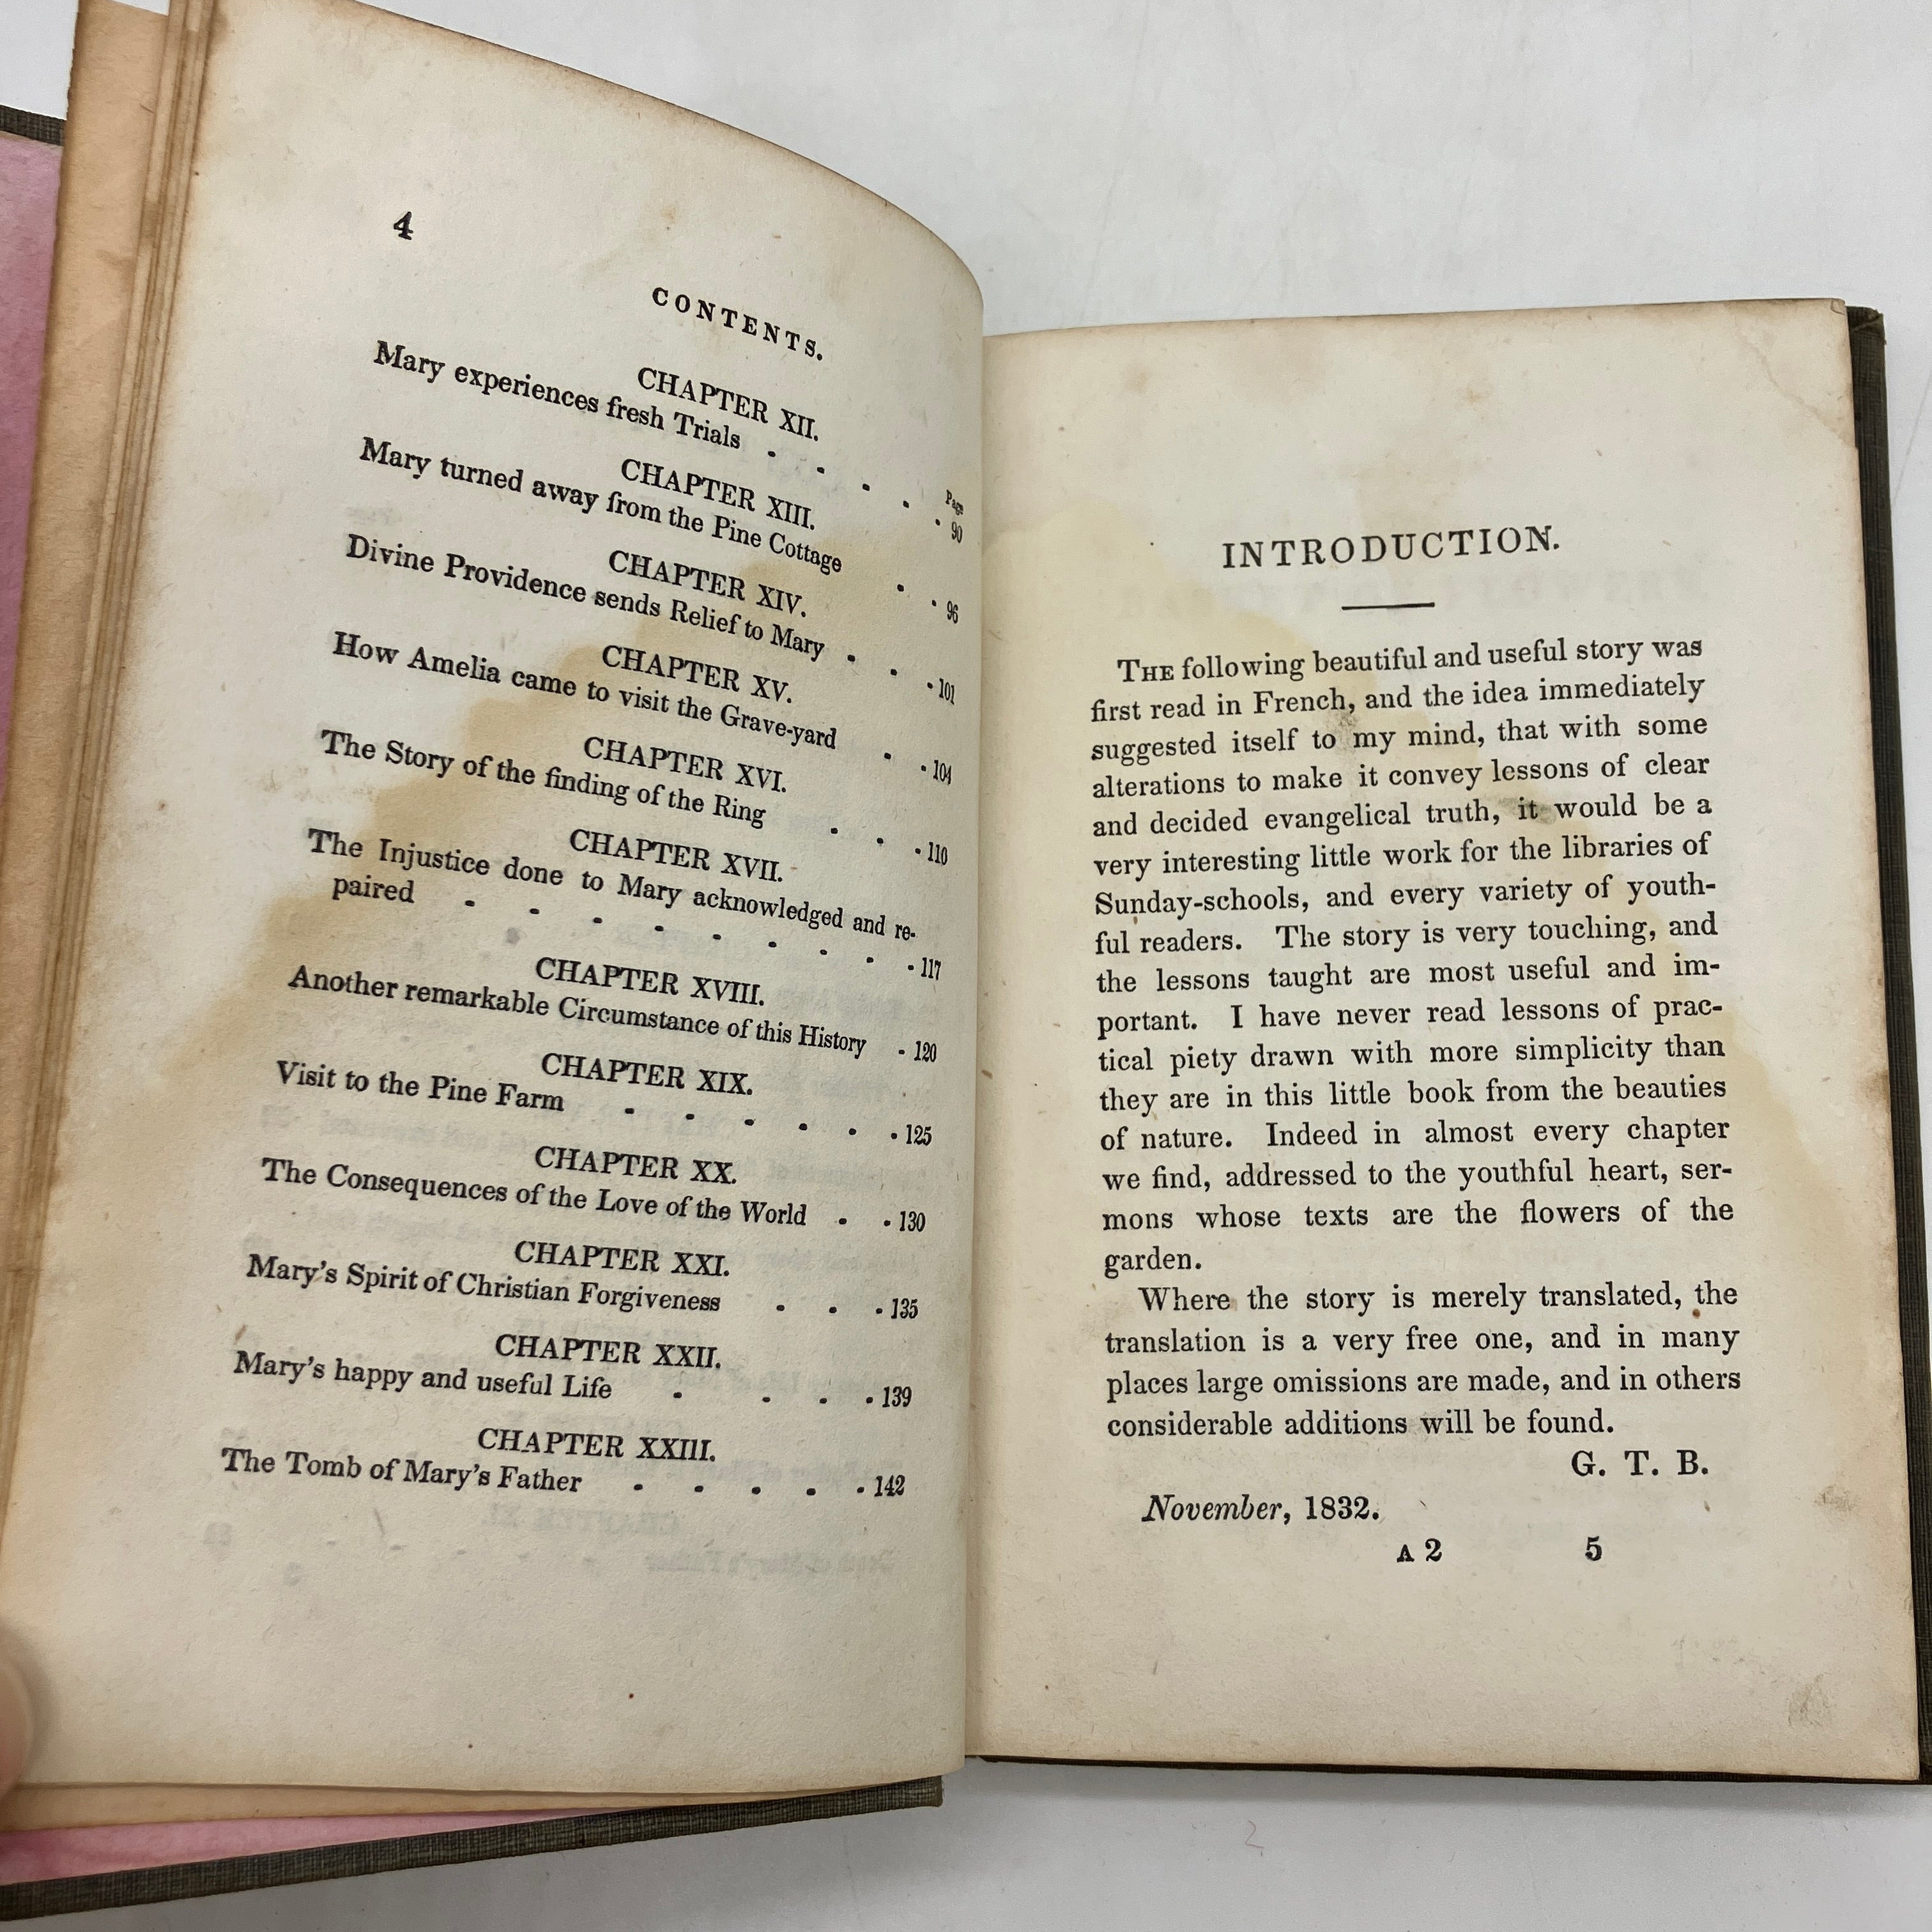 4
CONTENTS.
CHAPTER XII.
Page
Mary experiences fresh Trials . . . . . 90
CHAPTER XIII.
Mary turned away from the Pine Cottage . . 96
CHAPTER XIV.
Divine Providence sends Relief to Mary . . . 101
CHAPTER XV.
How Amelia came to visit the Grave-yard . . 104
CHAPTER XVI.
The Story of the finding of the Ring . . . 110
CHAPTER XVII.
The Injustice done to Mary acknowledged and re-
paired . . . . . . . . . 117
CHAPTER XVIII.
Another remarkable Circumstance of this History . 120
CHAPTER XIX.
Visit to the Pine Farm . . . . . . 125
CHAPTER XX.
The Consequences of the Love of the World . . 130
CHAPTER XXI.
Mary's Spirit of Christian Forgiveness . . . 135
CHAPTER XXII.
Mary's happy and useful Life . . . . 139
CHAPTER XXIII.
The Tomb of Mary's Father . . . . . 142
INTRODUCTION.
THE following beautiful and useful story was
first read in French, and the idea immediately
suggested itself to my mind, that with some
alterations to make it convey lessons of clear
and decided evangelical truth, it would be a
very interesting little work for the libraries of
Sunday-schools, and every variety of youth-
ful readers. The story is very touching, and
the lessons taught are most useful and im-
portant. I have never read lessons of prac-
tical piety drawn with more simplicity than
they are in this little book from the beauties
of nature. Indeed in almost every chapter
we find, addressed to the youthful heart, ser-
mons whose texts are the flowers of the
garden.
Where the story is merely translated, the
translation is a very free one, and in many
places large omissions are made, and in others
considerable additions will be found.
G. T. B.
November, 1832.
A 2 5